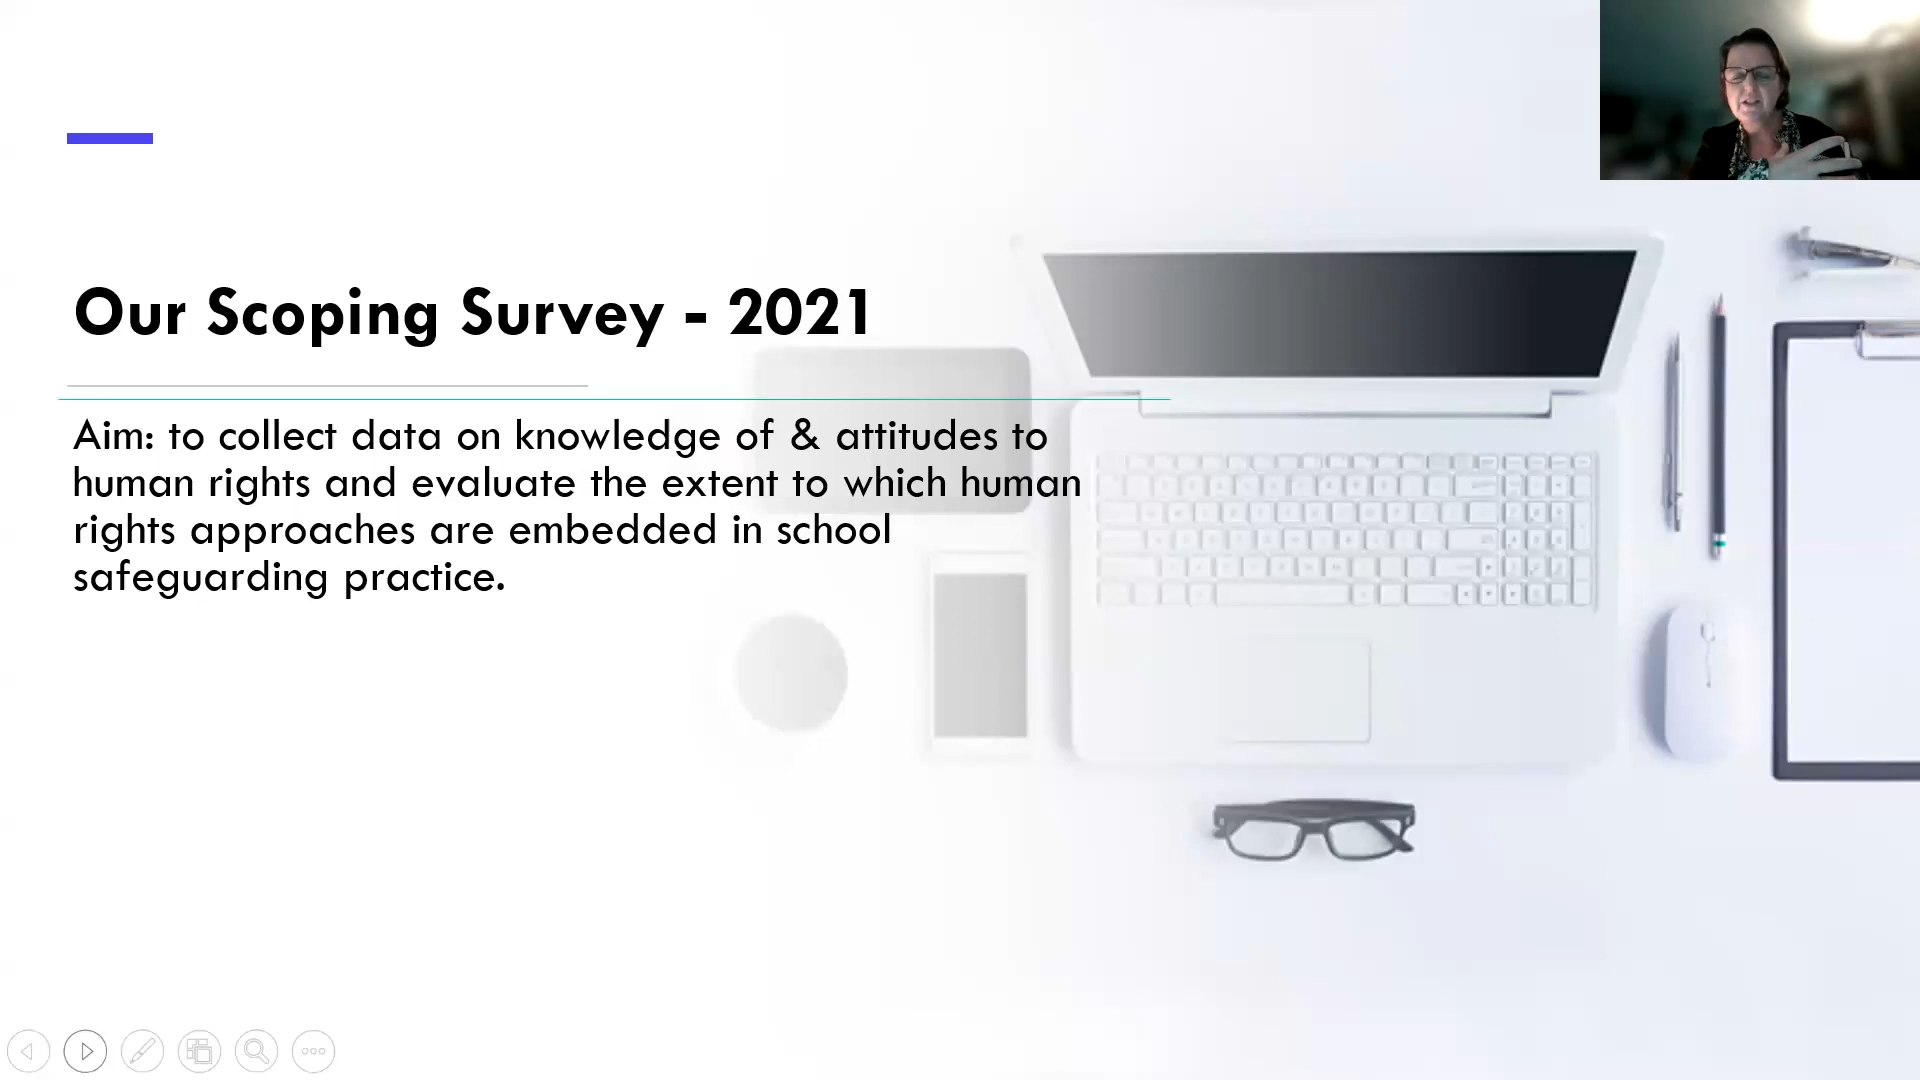 Our Scoping Survey - 2021
Aim: to collect data on knowledge of & attitudes to
human rights and evaluate the extent to which human
rights approaches are embedded in school
safeguarding practice.